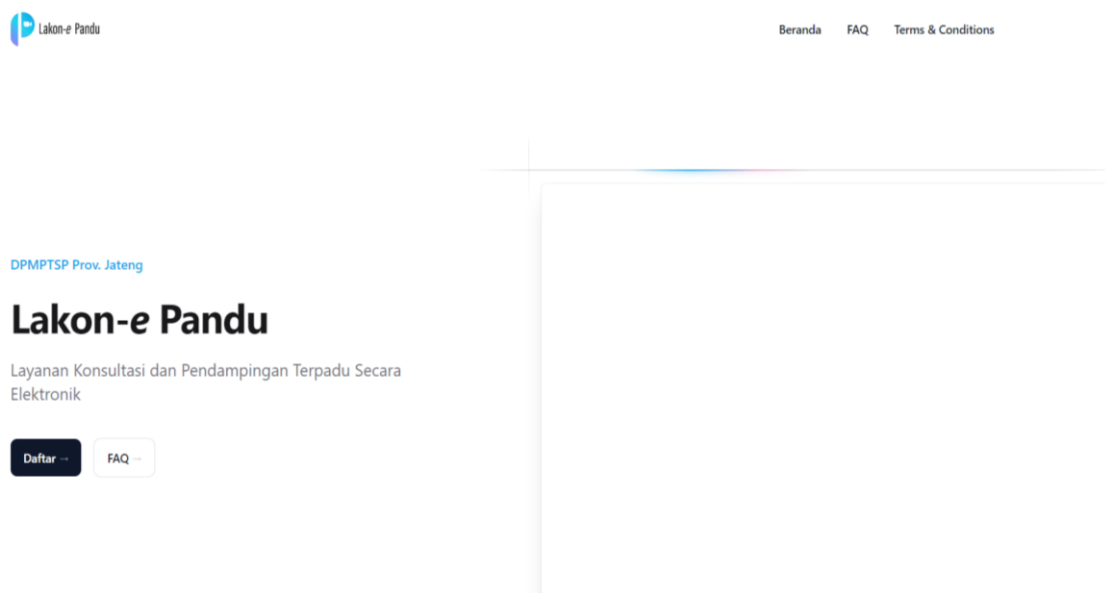 Lakon-e Pandu
Beranda
FAQ
Terms & Conditions
DPMPTSP Prov. Jateng
Lakon-e Pandu
Layanan Konsultasi dan Pendampingan Terpadu Secara
Elektronik
Daftar →
FAQ →